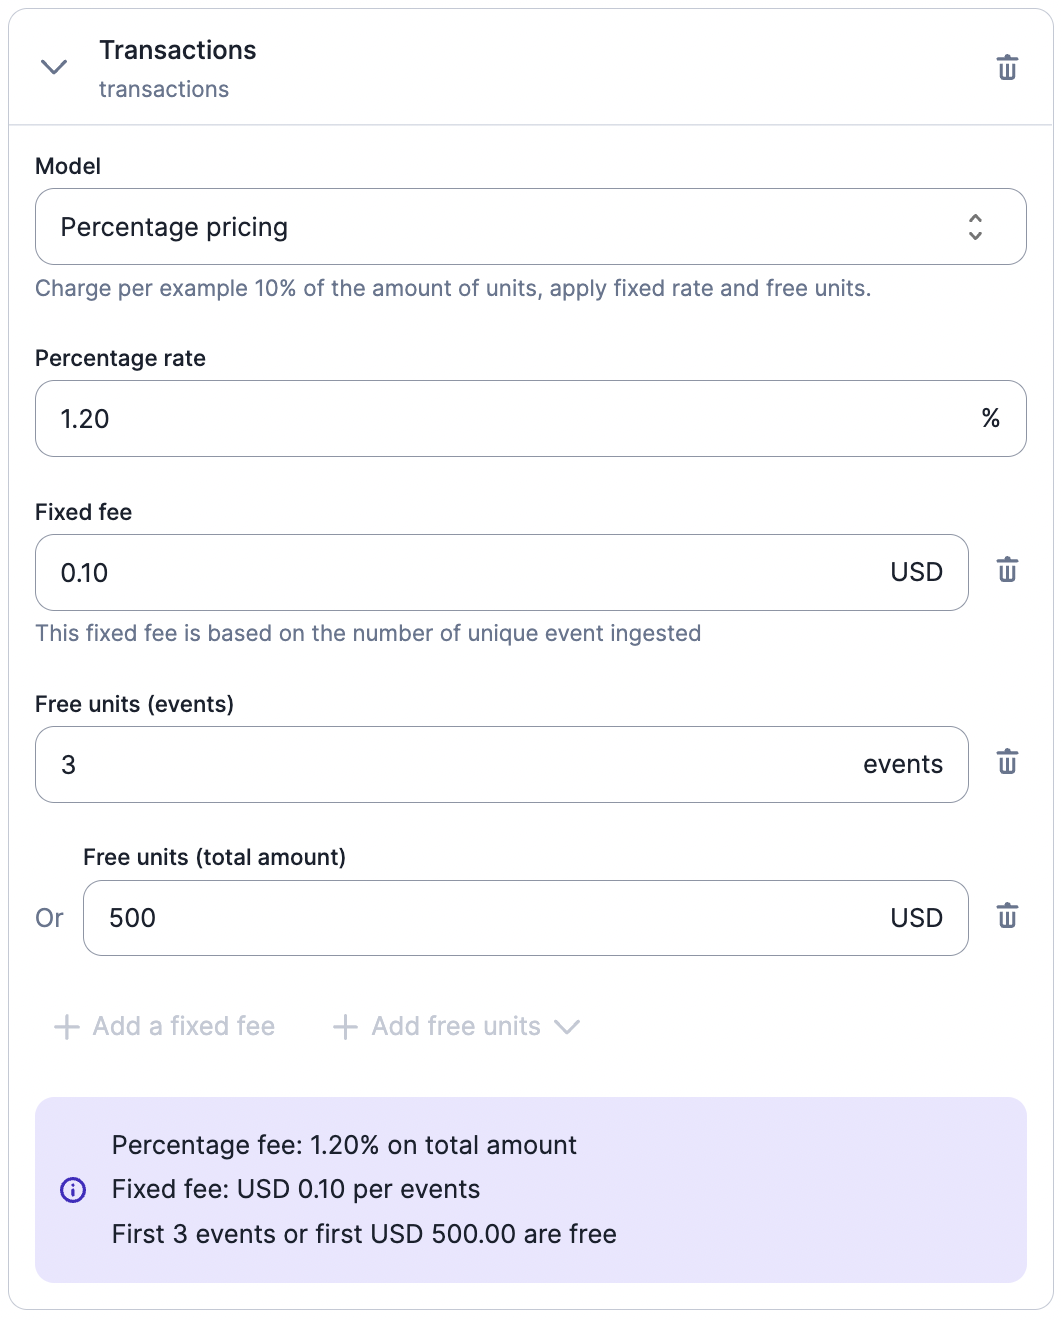 Transactions
transactions
Model
Percentage pricing
Charge per example 10% of the amount of units, apply fixed rate and free units.
Percentage rate
1.20 %
Fixed fee
0.10 USD
This fixed fee is based on the number of unique event ingested
Free units (events)
3 events
Free units (total amount)
Or 500 USD
Add a fixed fee Add free units
Percentage fee: 1.20% on total amount
Fixed fee: USD 0.10 per events
First 3 events or first USD 500.00 are free